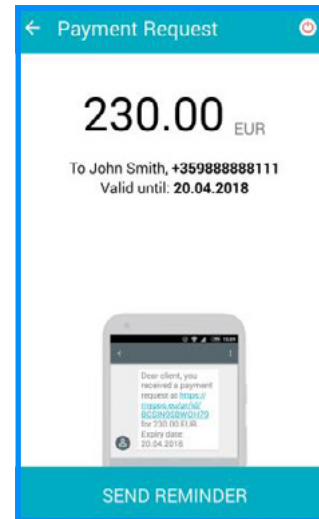 Payment Request
230.00 EUR
To John Smith, +359888888111
Valid until: 20.04.2018
Dear client, you
received a payment
request at https://
for 230.00 EUR.
Expiry date:
20.04.2018
SEND REMINDER